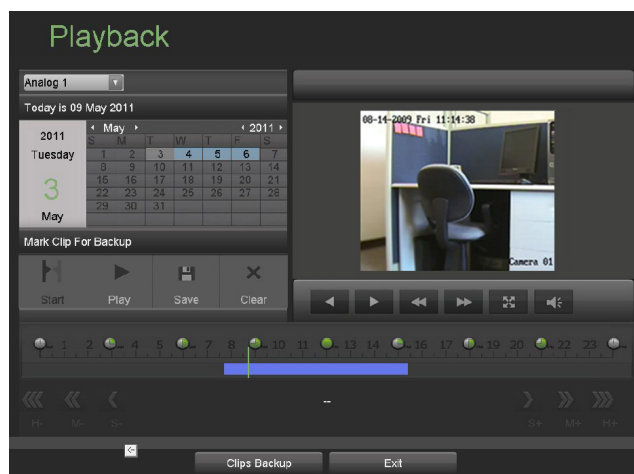 Playback
Analog 1
Today is 09 May 2011
2011
Tuesday
3
May
May 2011
S M T W T F S
1 2 3 4 5 6 7
8 9 10 11 12 13 14
15 16 17 18 19 20 21
22 23 24 25 26 27 28
29 30 31
Mark Clip For Backup
Start Play Save Clear
08-14-2009 Fri 11:14:38
Camera 01
1 2 4 5 7 8 10 11 13 14 16 17 19 20 22 23
H- M- S- -- S+ M+ H+
Clips Backup Exit